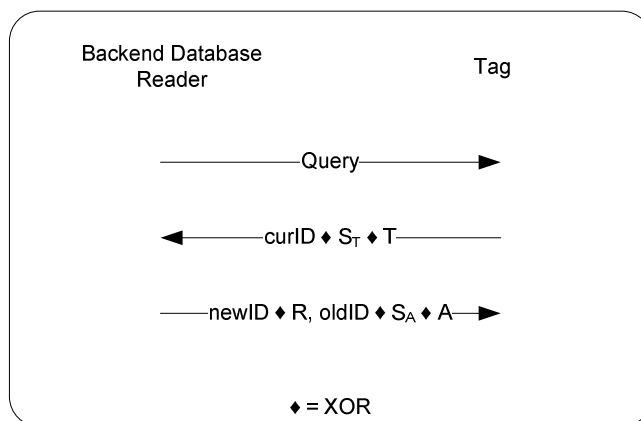 Backend Database
Reader
Tag
Query
curID ♦ S_T ♦ T
newID ♦ R, oldID ♦ S_A ♦ A
♦ = XOR